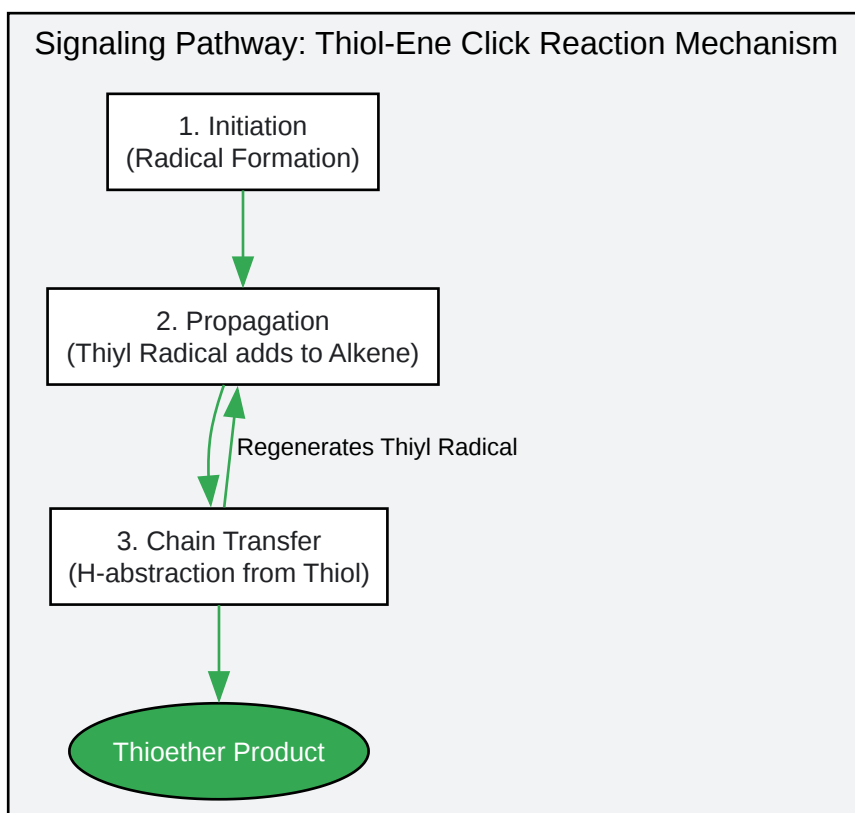 Signaling Pathway: Thiol-Ene Click Reaction Mechanism
1. Initiation
(Radical Formation)
2. Propagation
(Thiyl Radical adds to Alkene)
Regenerates Thiyl Radical
3. Chain Transfer
(H-abstraction from Thiol)
Thioether Product